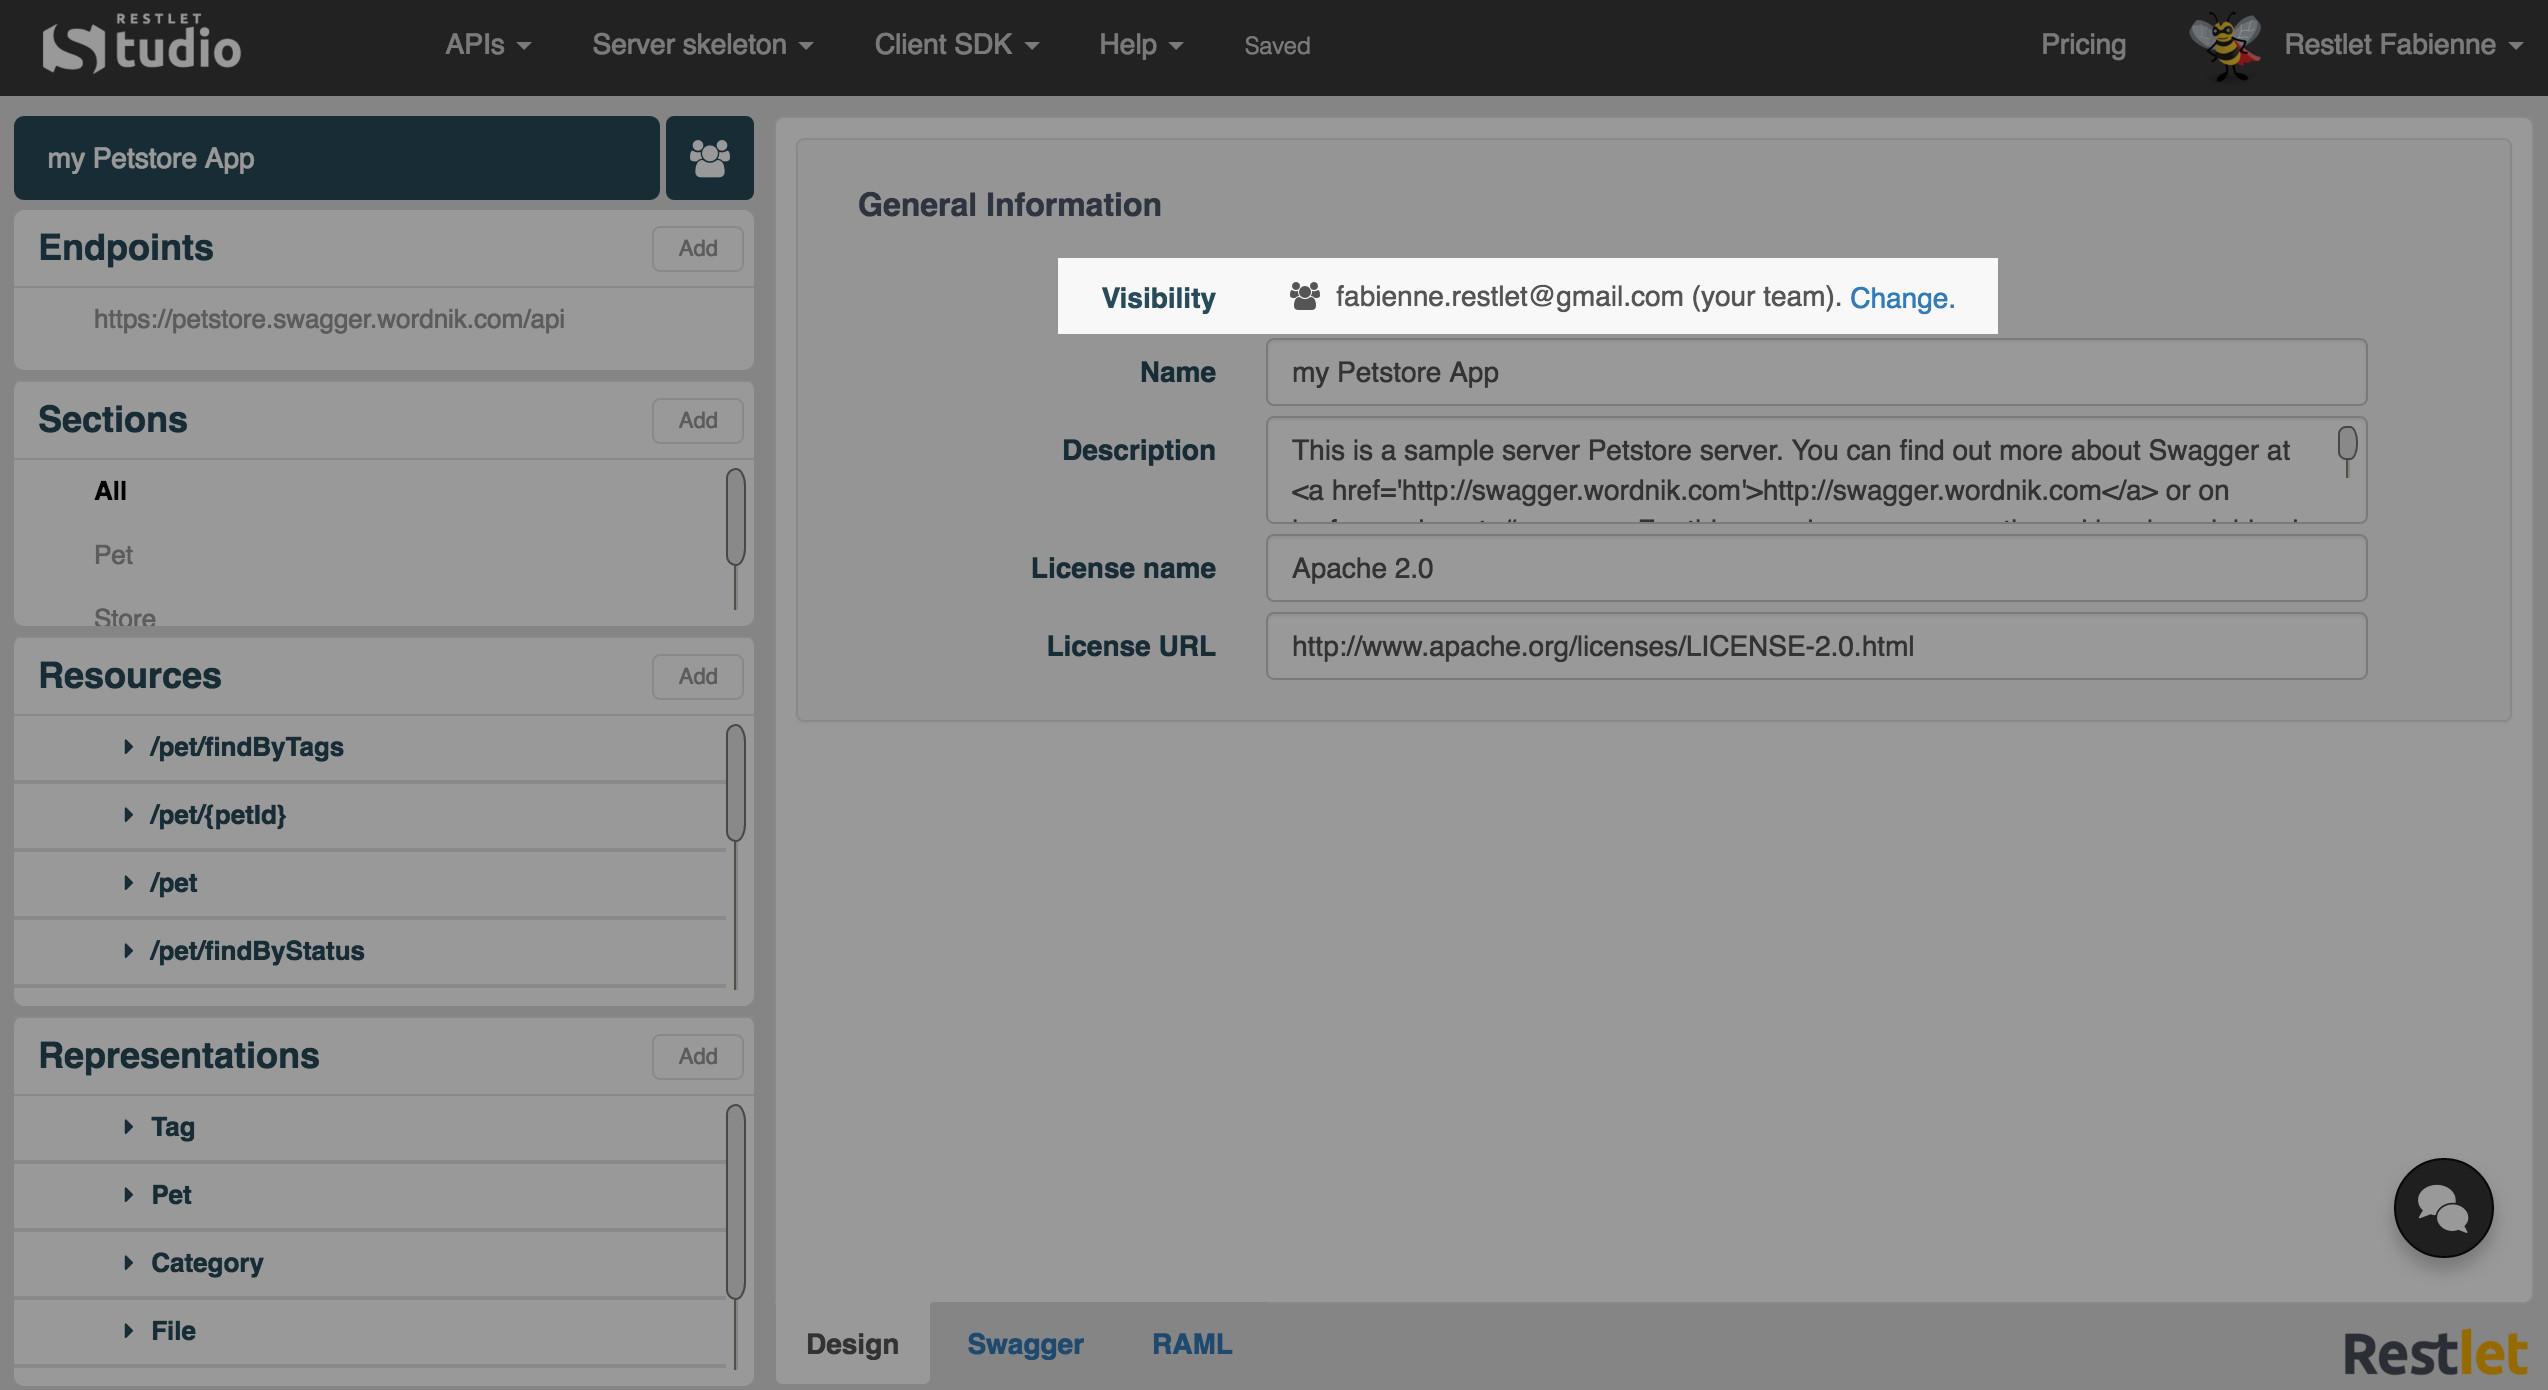 RESTLET
Studio
APIs
Server skeleton
Client SDK
Help
Saved
Pricing
Restlet Fabienne
my Petstore App
Endpoints
Add
https://petstore.swagger.wordnik.com/api
Sections
Add
All
Pet
Store
Resources
Add
/pet/findByTags
/pet/{petId}
/pet
/pet/findByStatus
Representations
Add
Tag
Pet
Category
File
General Information
Visibility
fabienne.restlet@gmail.com (your team). Change.
Name
my Petstore App
Description
This is a sample server Petstore server. You can find out more about Swagger at
<a href='http://swagger.wordnik.com'>http://swagger.wordnik.com</a> or on
License name
Apache 2.0
License URL
http://www.apache.org/licenses/LICENSE-2.0.html
Design
Swagger
RAML
Restlet